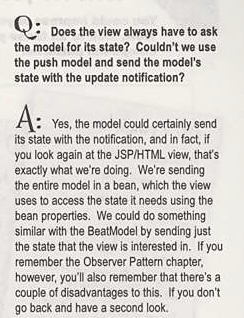 Q: Does the view always have to ask
the model for its state? Couldn't we use
the push model and send the model's
state with the update notification?
A: Yes, the model could certainly send
its state with the notification, and in fact, if
you look again at the JSP/HTML view, that's
exactly what we're doing. We're sending
the entire model in a bean, which the view
uses to access the state it needs using the
bean properties. We could do something
similar with the BeatModel by sending just
the state that the view is interested in. If you
remember the Observer Pattern chapter,
however, you'll also remember that there's a
couple of disadvantages to this. If you don't
go back and have a second look.